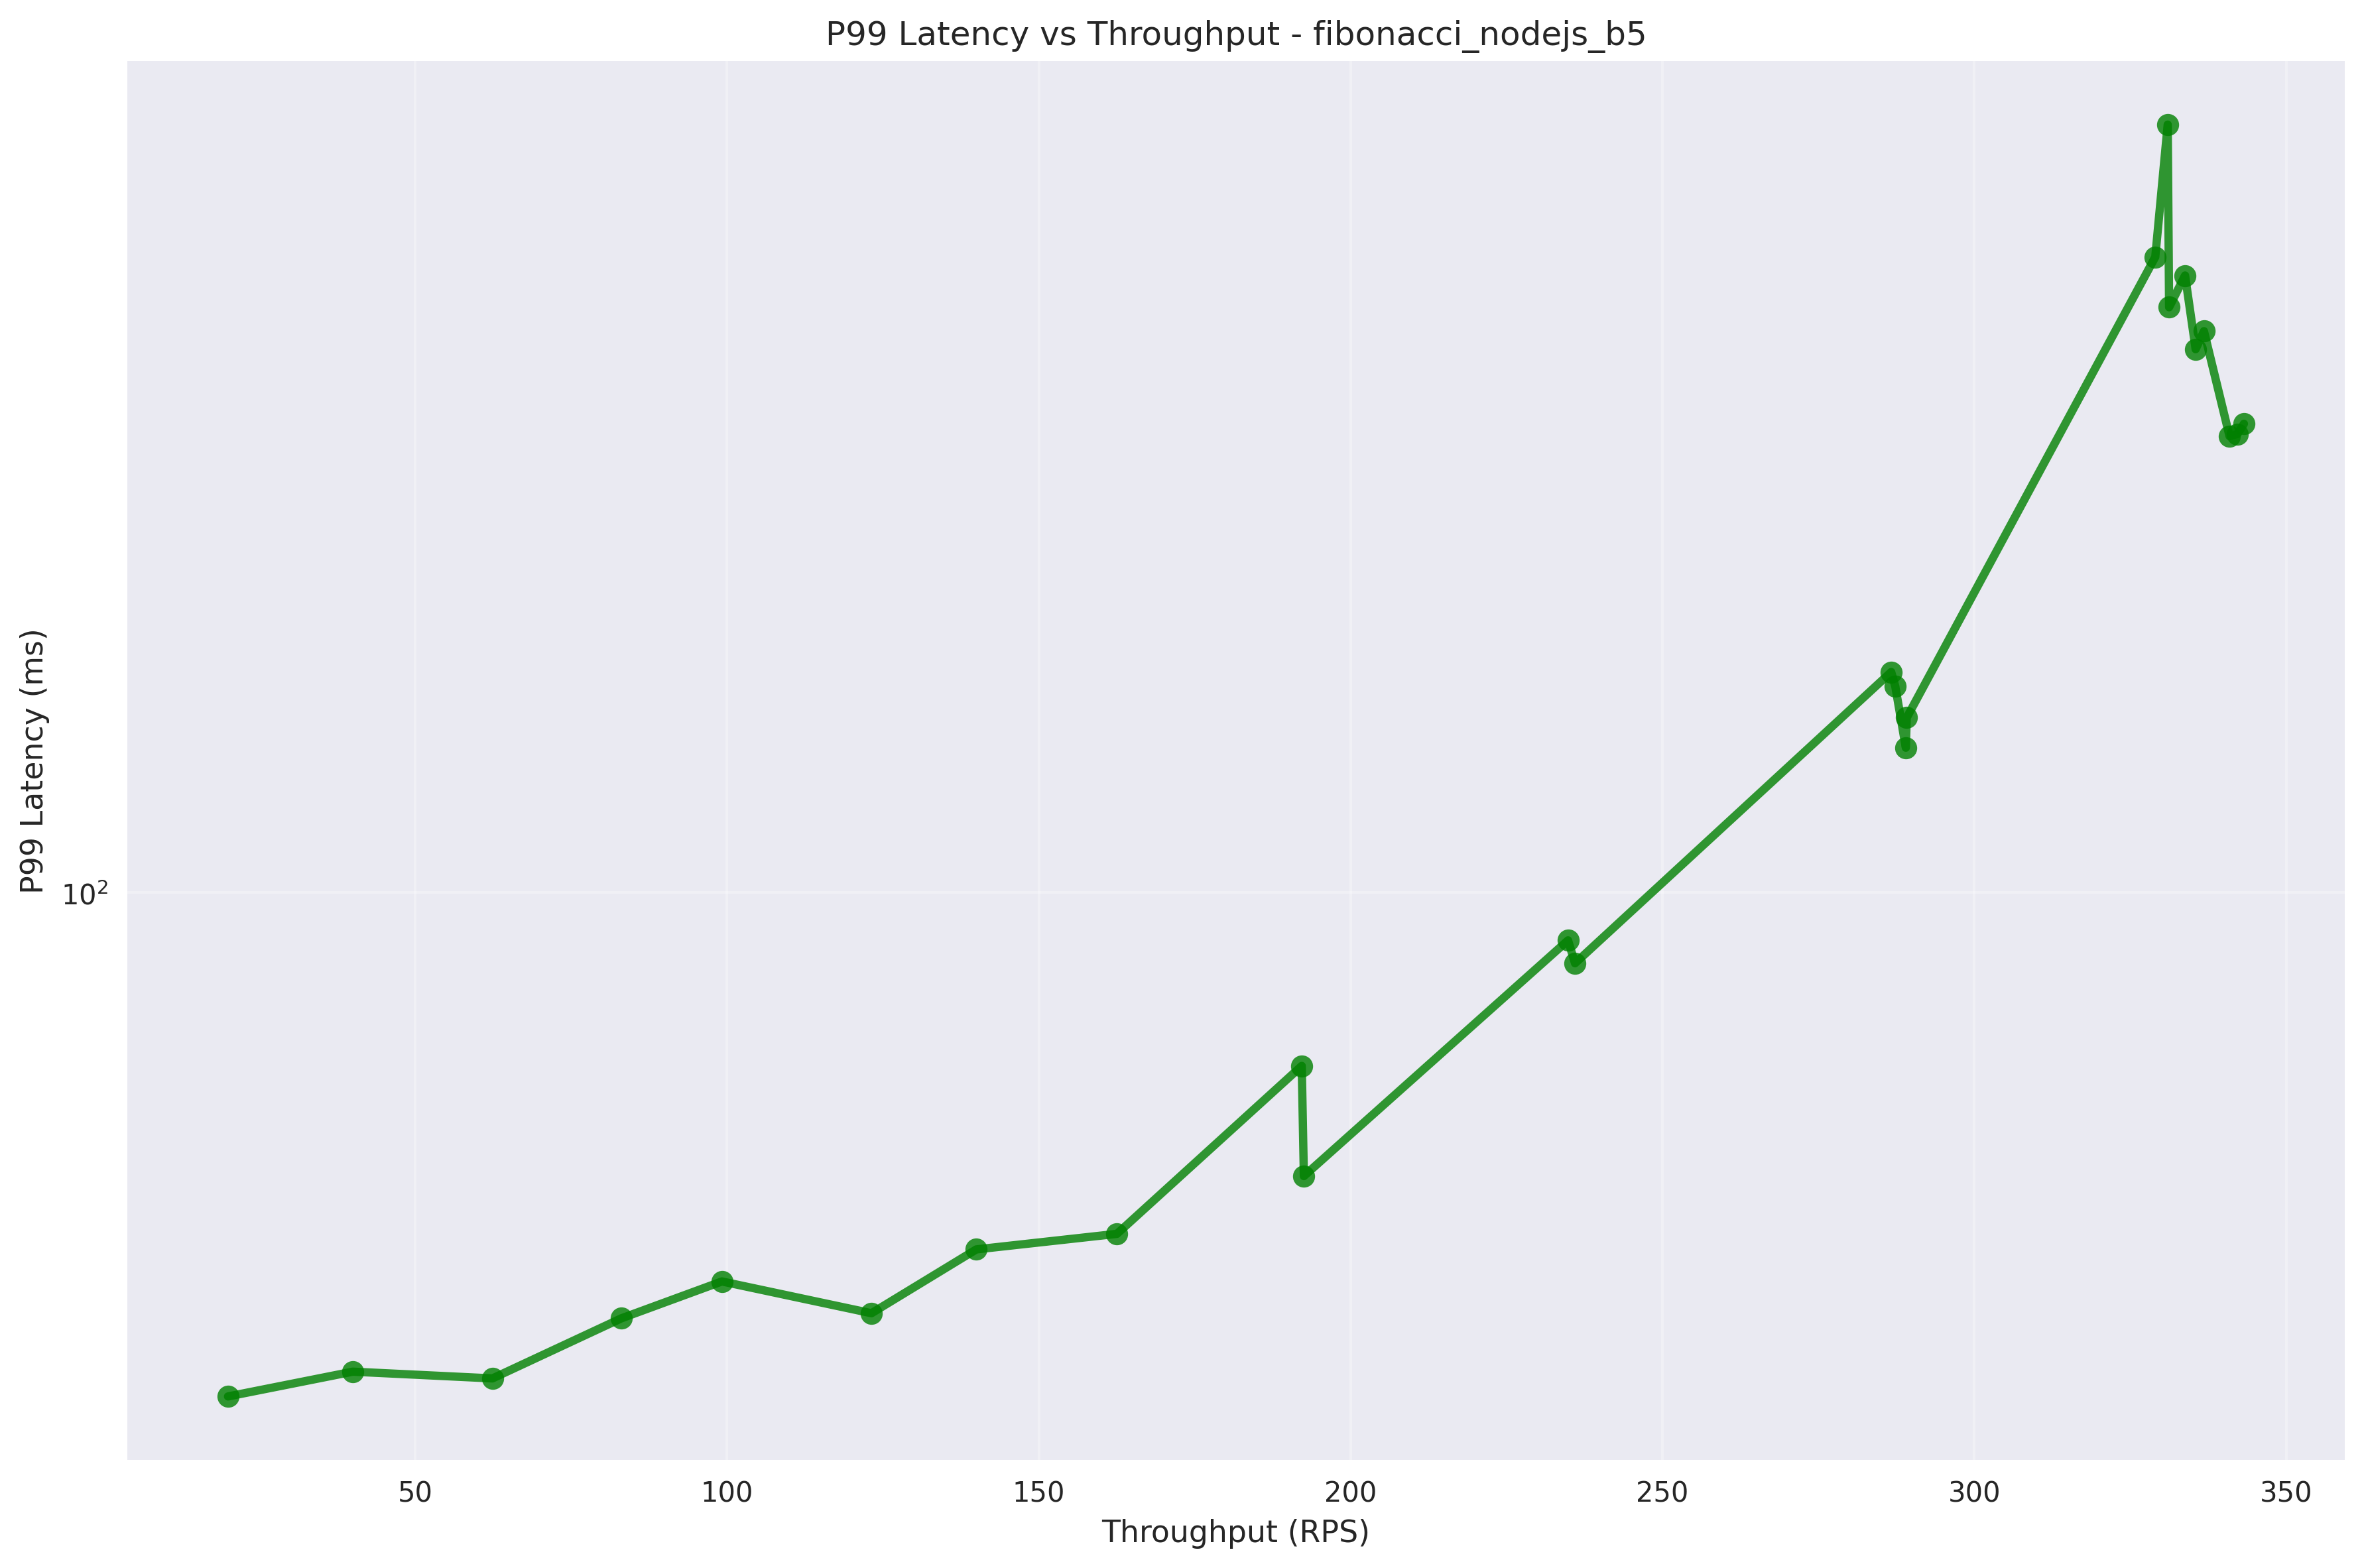 P99 Latency vs Throughput - fibonacci_nodejs_b5
P99 Latency (ms)
10²
50 100 150 200 250 300 350
Throughput (RPS)